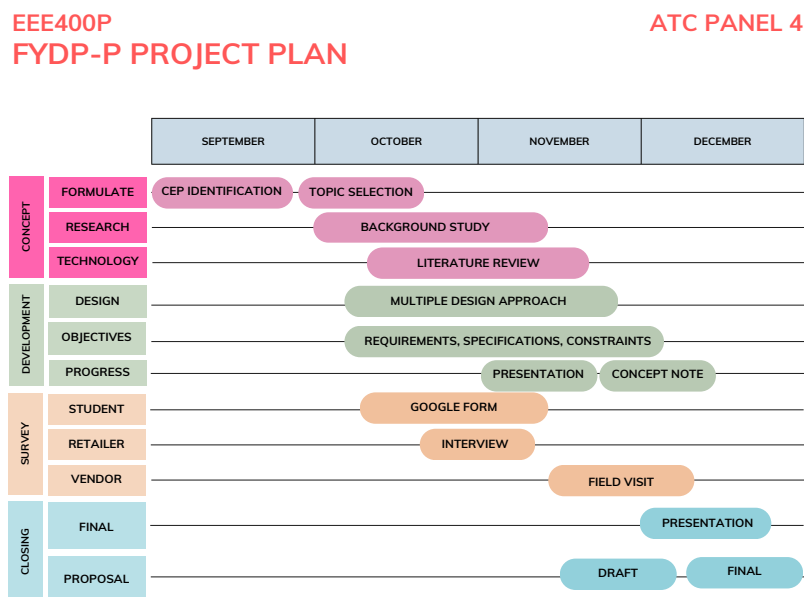 EEE400P
ATC PANEL 4
FYDP-P PROJECT PLAN
SEPTEMBER
OCTOBER
NOVEMBER
DECEMBER
CONCEPT
FORMULATE
CEP IDENTIFICATION
TOPIC SELECTION
RESEARCH
BACKGROUND STUDY
TECHNOLOGY
LITERATURE REVIEW
DEVELOPMENT
DESIGN
MULTIPLE DESIGN APPROACH
OBJECTIVES
REQUIREMENTS, SPECIFICATIONS, CONSTRAINTS
PROGRESS
PRESENTATION
CONCEPT NOTE
SURVEY
STUDENT
GOOGLE FORM
RETAILER
INTERVIEW
VENDOR
FIELD VISIT
CLOSING
FINAL
PRESENTATION
PROPOSAL
DRAFT
FINAL